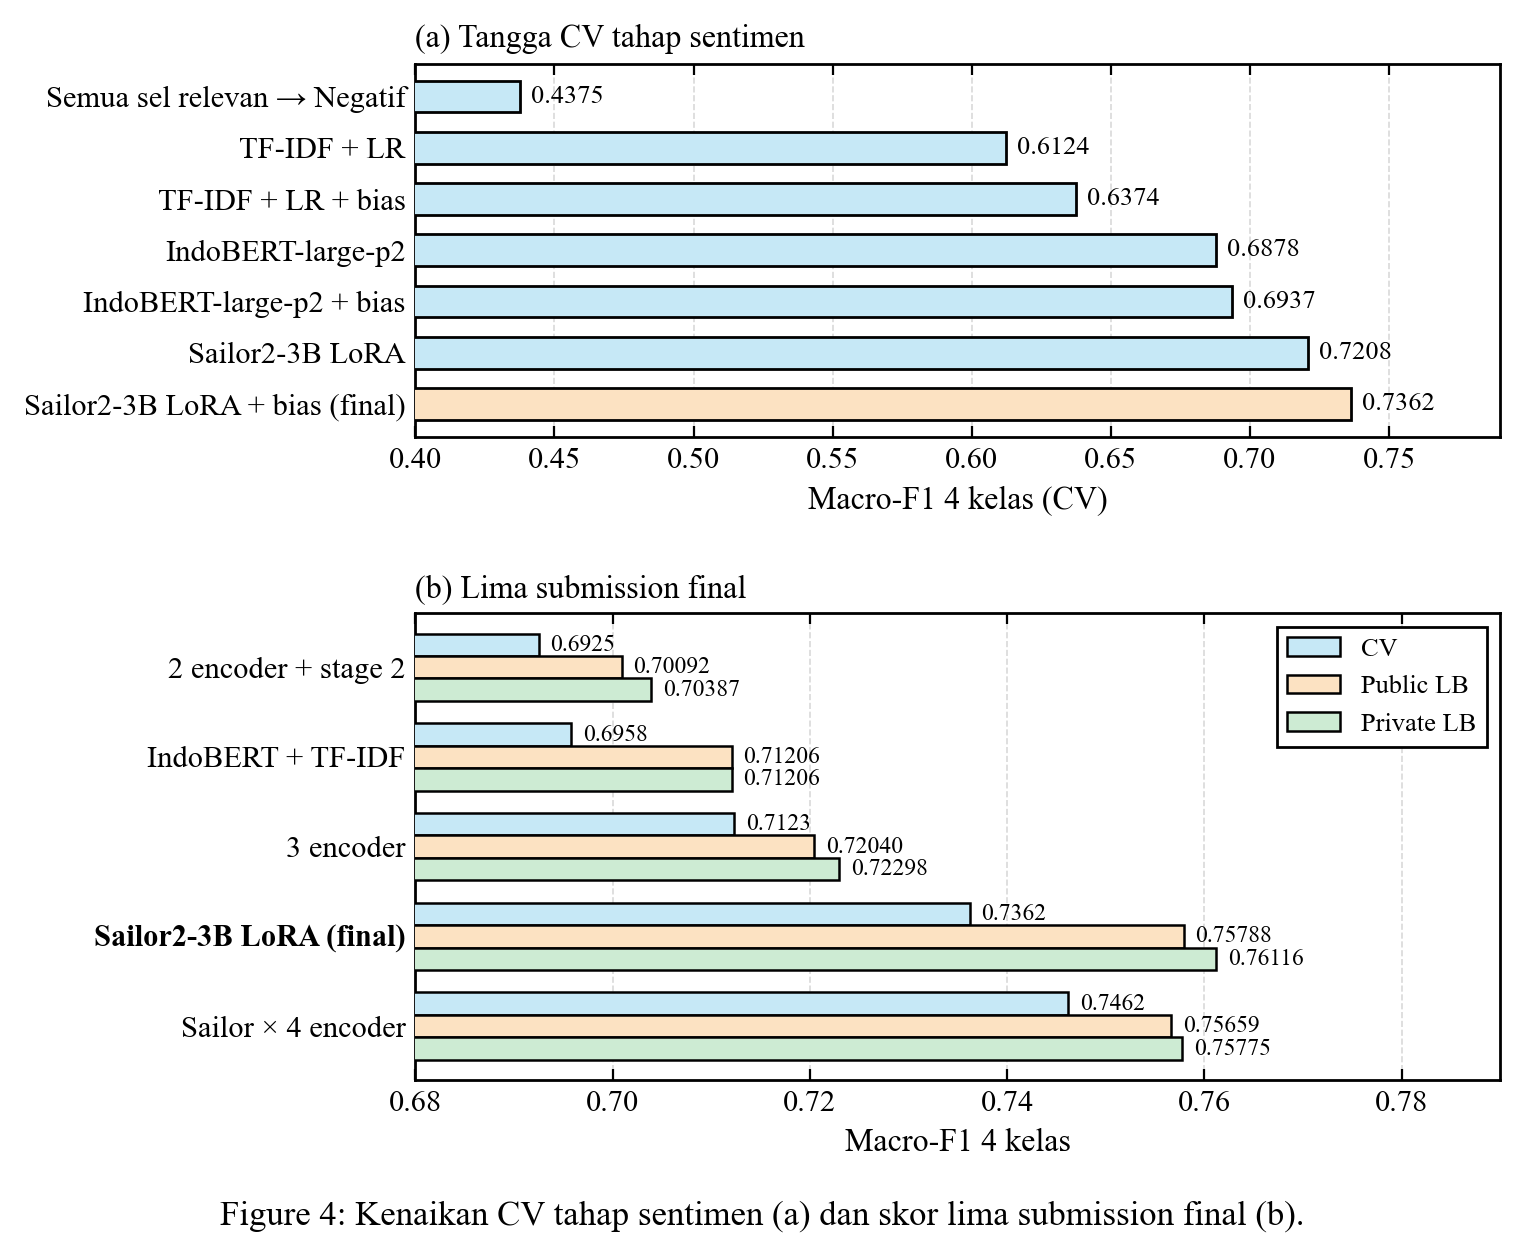 (a) Tangga CV tahap sentimen
Semua sel relevan → Negatif
0.4375
TF-IDF + LR
0.6124
TF-IDF + LR + bias
0.6374
IndoBERT-large-p2
0.6878
IndoBERT-large-p2 + bias
0.6937
Sailor2-3B LoRA
0.7208
Sailor2-3B LoRA + bias (final)
0.7362
0.40 0.45 0.50 0.55 0.60 0.65 0.70 0.75
Macro-F1 4 kelas (CV)
(b) Lima submission final
CV
Public LB
Private LB
2 encoder + stage 2
0.6925
0.70092
0.70387
IndoBERT + TF-IDF
0.6958
0.71206
0.71206
3 encoder
0.7123
0.72040
0.72298
Sailor2-3B LoRA (final)
0.7362
0.75788
0.76116
Sailor × 4 encoder
0.7462
0.75659
0.75775
0.68 0.70 0.72 0.74 0.76 0.78
Macro-F1 4 kelas
Figure 4: Kenaikan CV tahap sentimen (a) dan skor lima submission final (b).